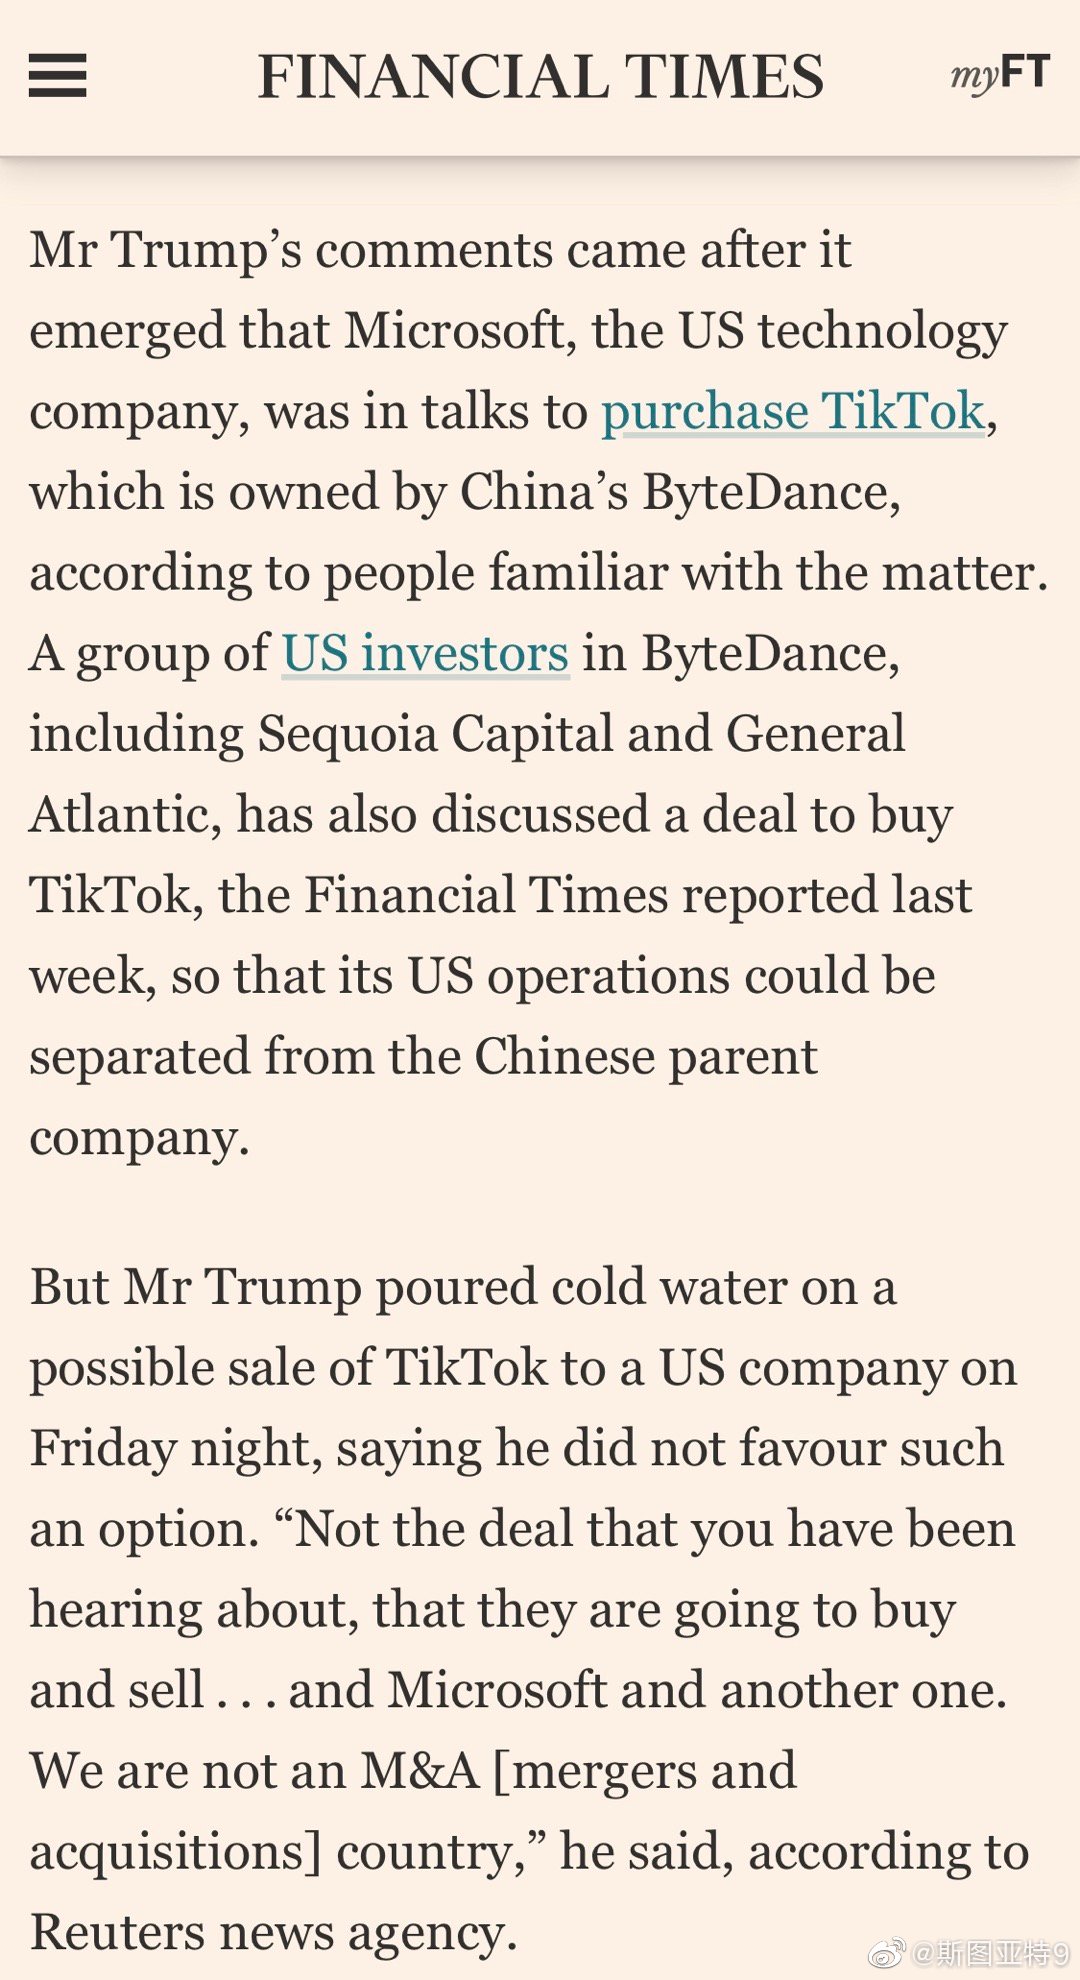 FINANCIAL TIMES
myFT
Mr Trump’s comments came after it
emerged that Microsoft, the US technology
company, was in talks to purchase TikTok,
which is owned by China’s ByteDance,
according to people familiar with the matter.
A group of US investors in ByteDance,
including Sequoia Capital and General
Atlantic, has also discussed a deal to buy
TikTok, the Financial Times reported last
week, so that its US operations could be
separated from the Chinese parent
company.
But Mr Trump poured cold water on a
possible sale of TikTok to a US company on
Friday night, saying he did not favour such
an option. “Not the deal that you have been
hearing about, that they are going to buy
and sell . . . and Microsoft and another one.
We are not an M&A [mergers and
acquisitions] country,” he said, according to
Reuters news agency.
@斯图亚特9